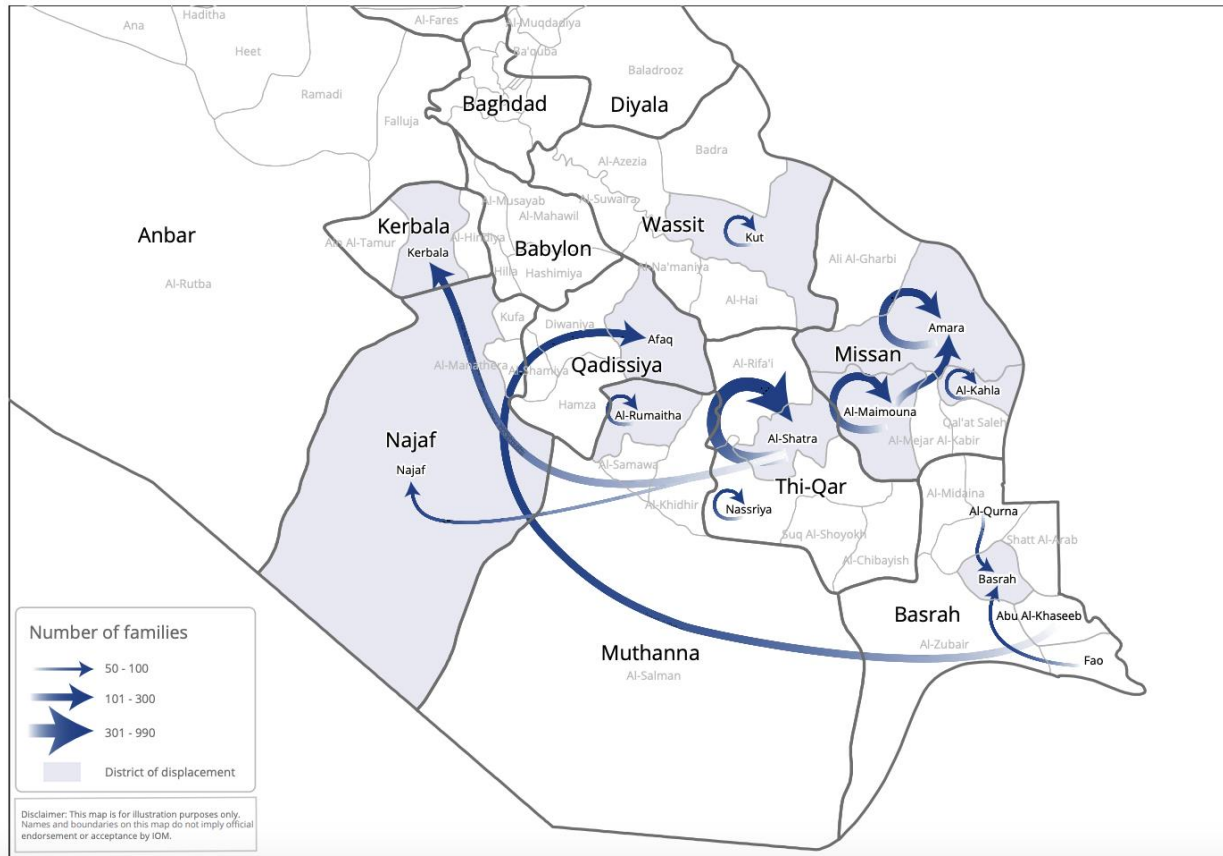 Haditha
Ana
Al-Fares
Al-Muqdadiya
Heet
Ba'quba
Baladrooz
Ramadi
Baghdad
Diyala
Falluja
Badra
Al-Azezia
Al-Musayab
Al-Suwaira
Al-Mahawil
Kerbala
Wassit
Anbar
Ain Al-Tamur
Al-Hindiya
Kut
Kerbala
Babylon
Ali Al-Gharbi
Al-Na'maniya
Hilla
Hashimiya
Al-Rutba
Al-Hai
Kufa
Diwaniya
Amara
Afaq
Missan
Al-Manathera
Al-Shamiya
Qadissiya
Al-Rifa'i
Al-Kahla
Hamza
Al-Rumaitha
Al-Maimouna
Qal'at Saleh
Najaf
Al-Shatra
Al-Mejar Al-Kabir
Al-Samawa
Najaf
Thi-Qar
Al-Midaina
Al-Khidhir
Nassriya
Al-Qurna
Suq Al-Shoyokh
Shatt Al-Arab
Al-Chibayish
Basrah
Basrah
Abu Al-Khaseeb
Al-Zubair
Muthanna
Fao
Al-Salman
Number of families
50 - 100
101 - 300
301 - 990
District of displacement
Disclaimer: This map is for illustration purposes only.
Names and boundaries on this map do not imply official
endorsement or acceptance by IOM.